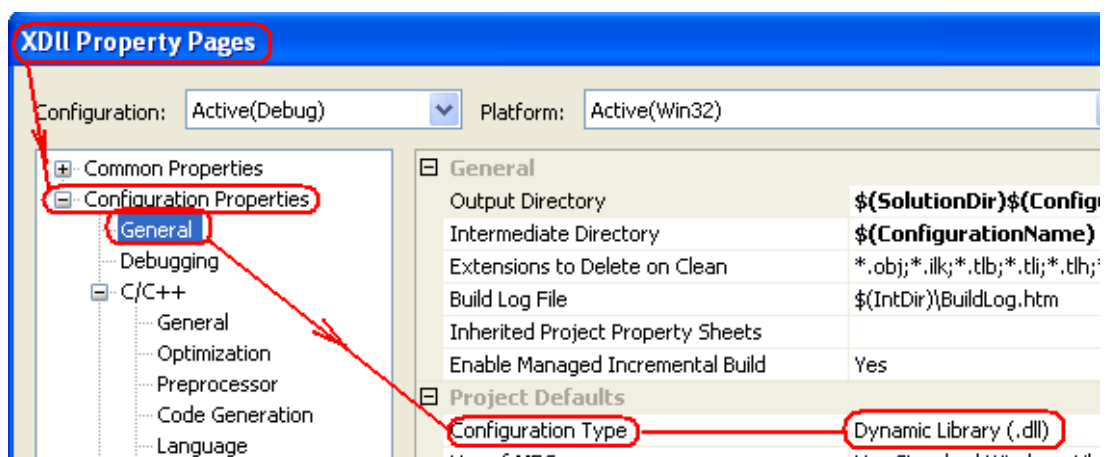 XDll Property Pages
Configuration: Active(Debug) Platform: Active(Win32)
Common Properties
Configuration Properties
General
Debugging
C/C++
General
Optimization
Preprocessor
Code Generation
Language
General
Output Directory $(SolutionDir)$(Config
Intermediate Directory $(ConfigurationName)
Extensions to Delete on Clean *.obj;*.ilk;*.tlb;*.tli;*.tlh;
Build Log File $(IntDir)\BuildLog.htm
Inherited Project Property Sheets
Enable Managed Incremental Build Yes
Project Defaults
Configuration Type Dynamic Library (.dll)